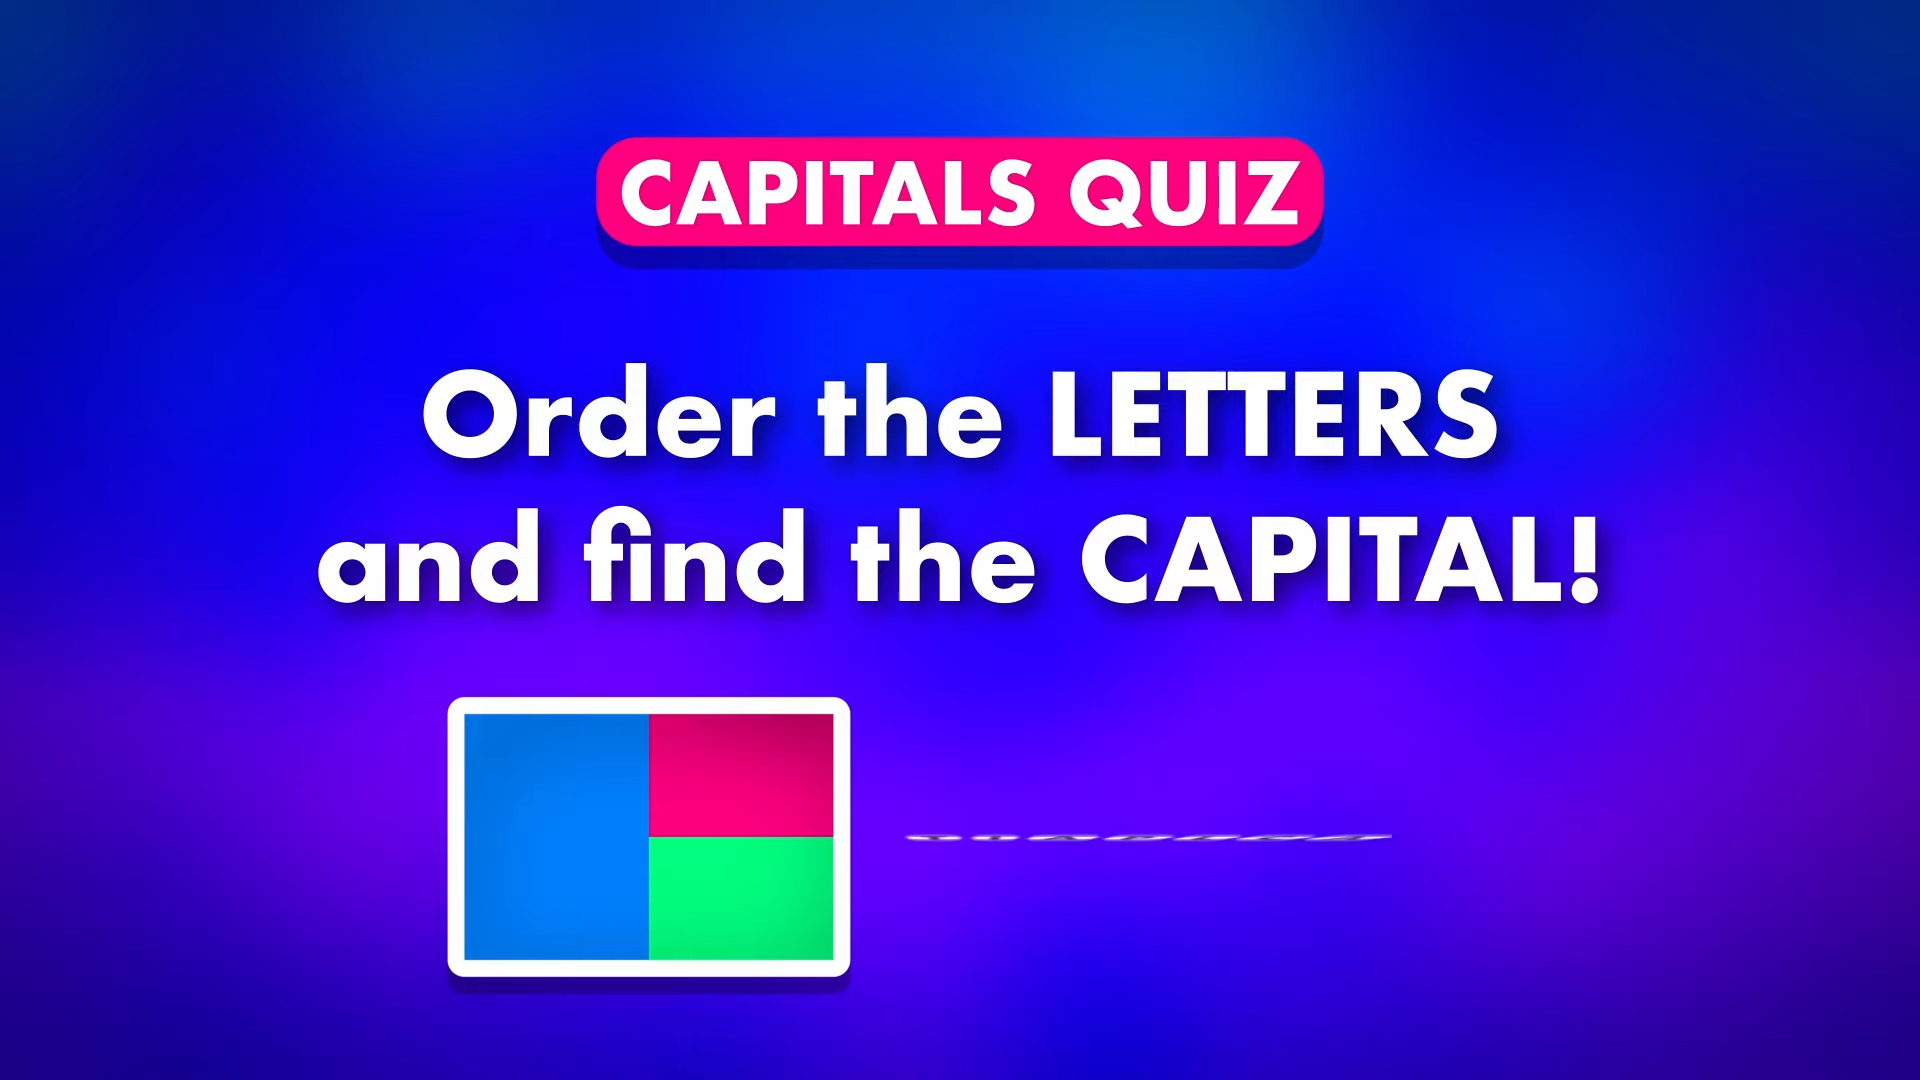 CAPITALS QUIZ
Order the LETTERS
and find the CAPITAL!